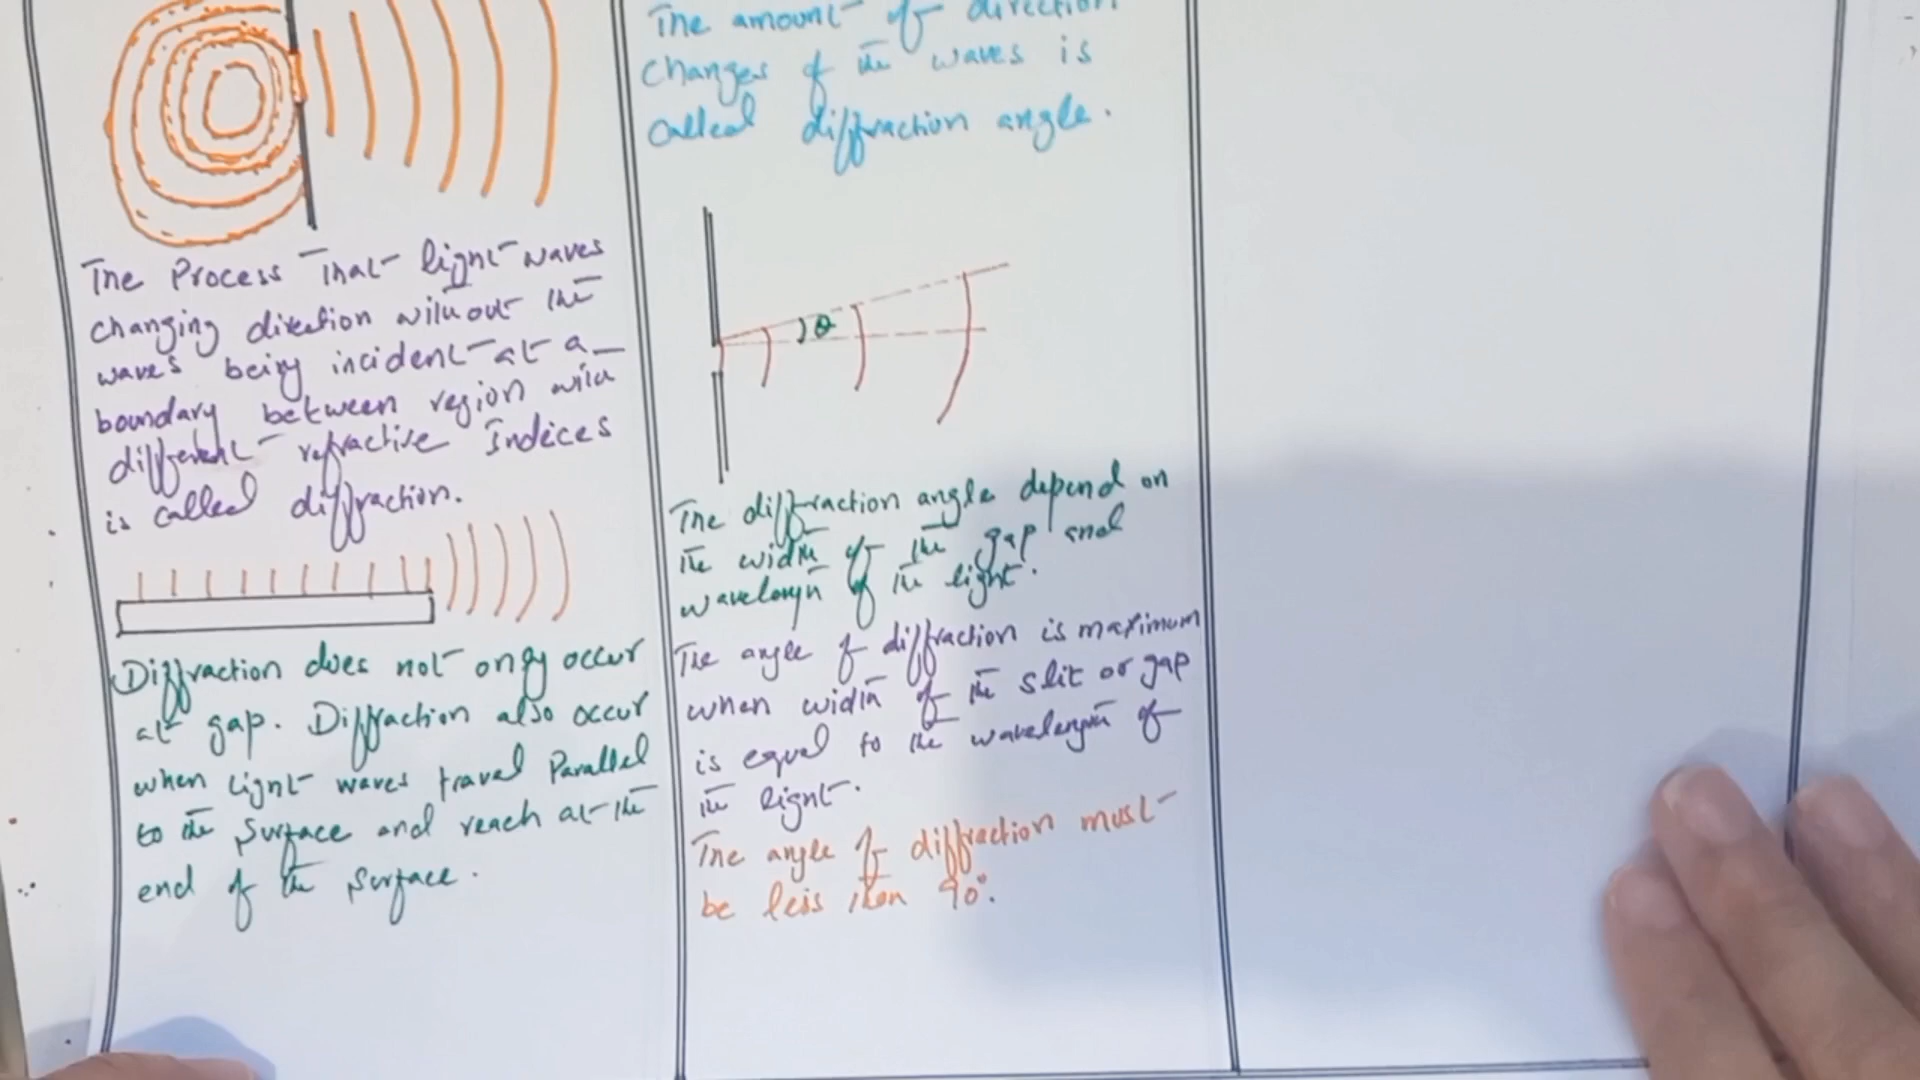 The Process That light waves
changing direction without the
waves being incident at a
boundary between region with
different refractive Indices
is called diffraction.
Diffraction does not only occur
at gap. Diffraction also occur
when light waves travel Parallel
to the surface and reach at the
end of the surface.
The amount of direction
changes of the waves is
called diffraction angle.
θ
The diffraction angle depend on
the width of the gap and
wavelength of the light.
The angle of diffraction is maximum
when width of the slit or gap
is equal to the wavelength of
the light.
The angle of diffraction must
be less than 90°.